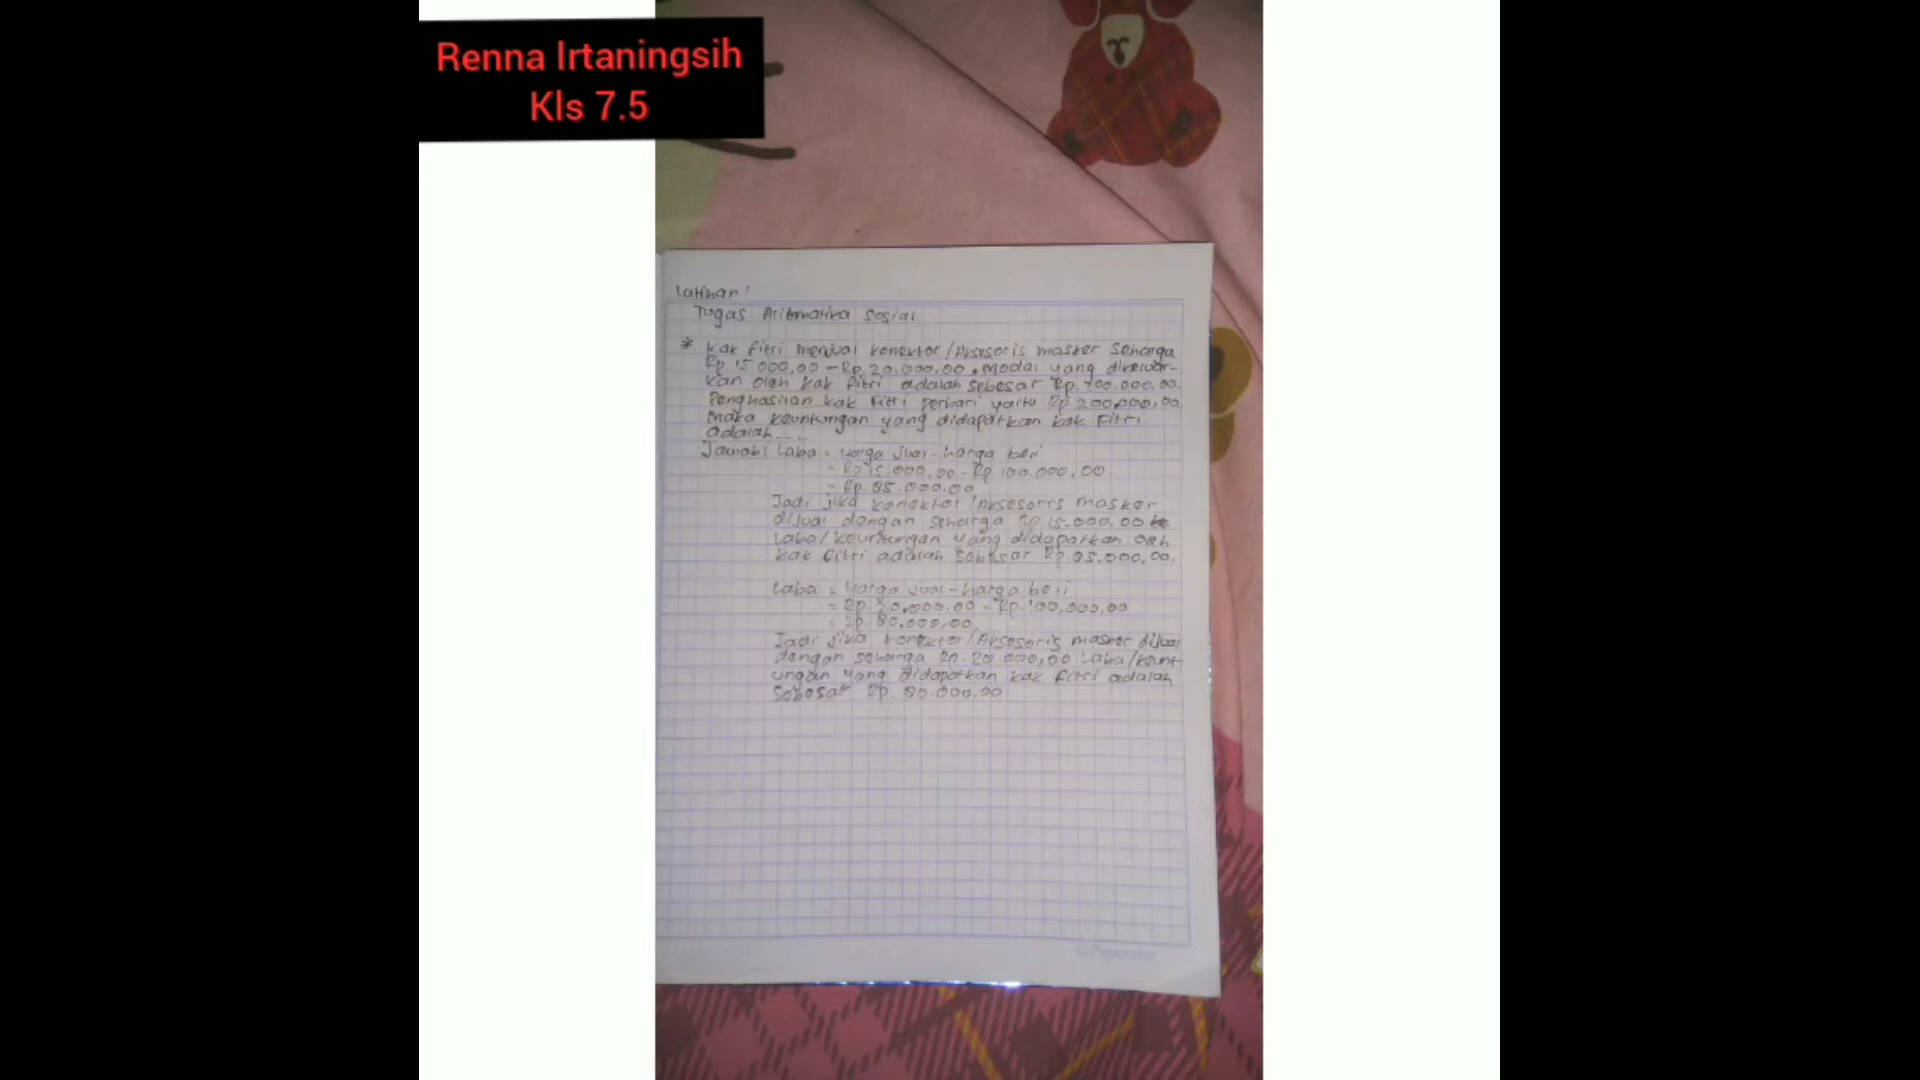 Renna Irtaningsih
Kls 7.5
Latihan!
Tugas Aritmatika Sosial
* Kak Fitri menjual konektor/Aksesoris masker seharga
Rp 15.000,00 - Rp.20.000,00. Modal yang dikeluar-
kan oleh kak Fitri adalah sebesar Rp.100.000,00.
Penghasilan kak Fitri perhari yaitu Rp 200.000,00.
Maka keuntungan yang didapatkan kak Fitri
adalah....
Jawab: Laba = Harga jual-harga beli
= Rp 15.000,00 - Rp.100.000,00
= Rp.85.000.00
Jadi jika konektor/Aksesoris masker
dijual dengan seharga Rp.15.000,00
Laba/keuntungan yang didapatkan oleh
kak Fitri adalah sebesar Rp.85.000,00.
Laba = Harga jual-Harga beli
= Rp.20.000,00 - Rp.100.000,00
= Rp.80.000,00
Jadi jika konektor/Aksesoris masker dijual
dengan seharga Rp.20.000,00 Laba/keunt-
ungan yang didapatkan kak Fitri adalah
sebesar Rp.80.000,00